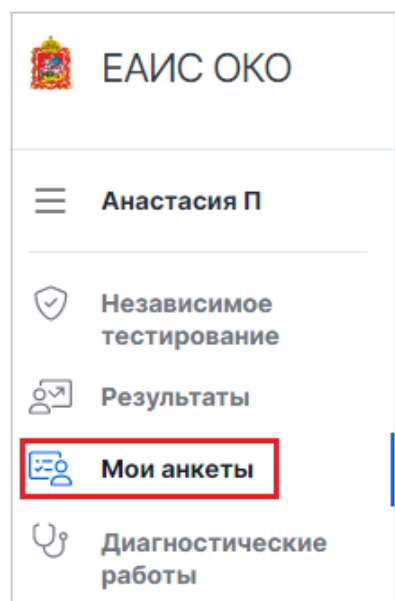 ЕАИС ОКО
Анастасия П
Независимое
тестирование
Результаты
Мои анкеты
Диагностические
работы